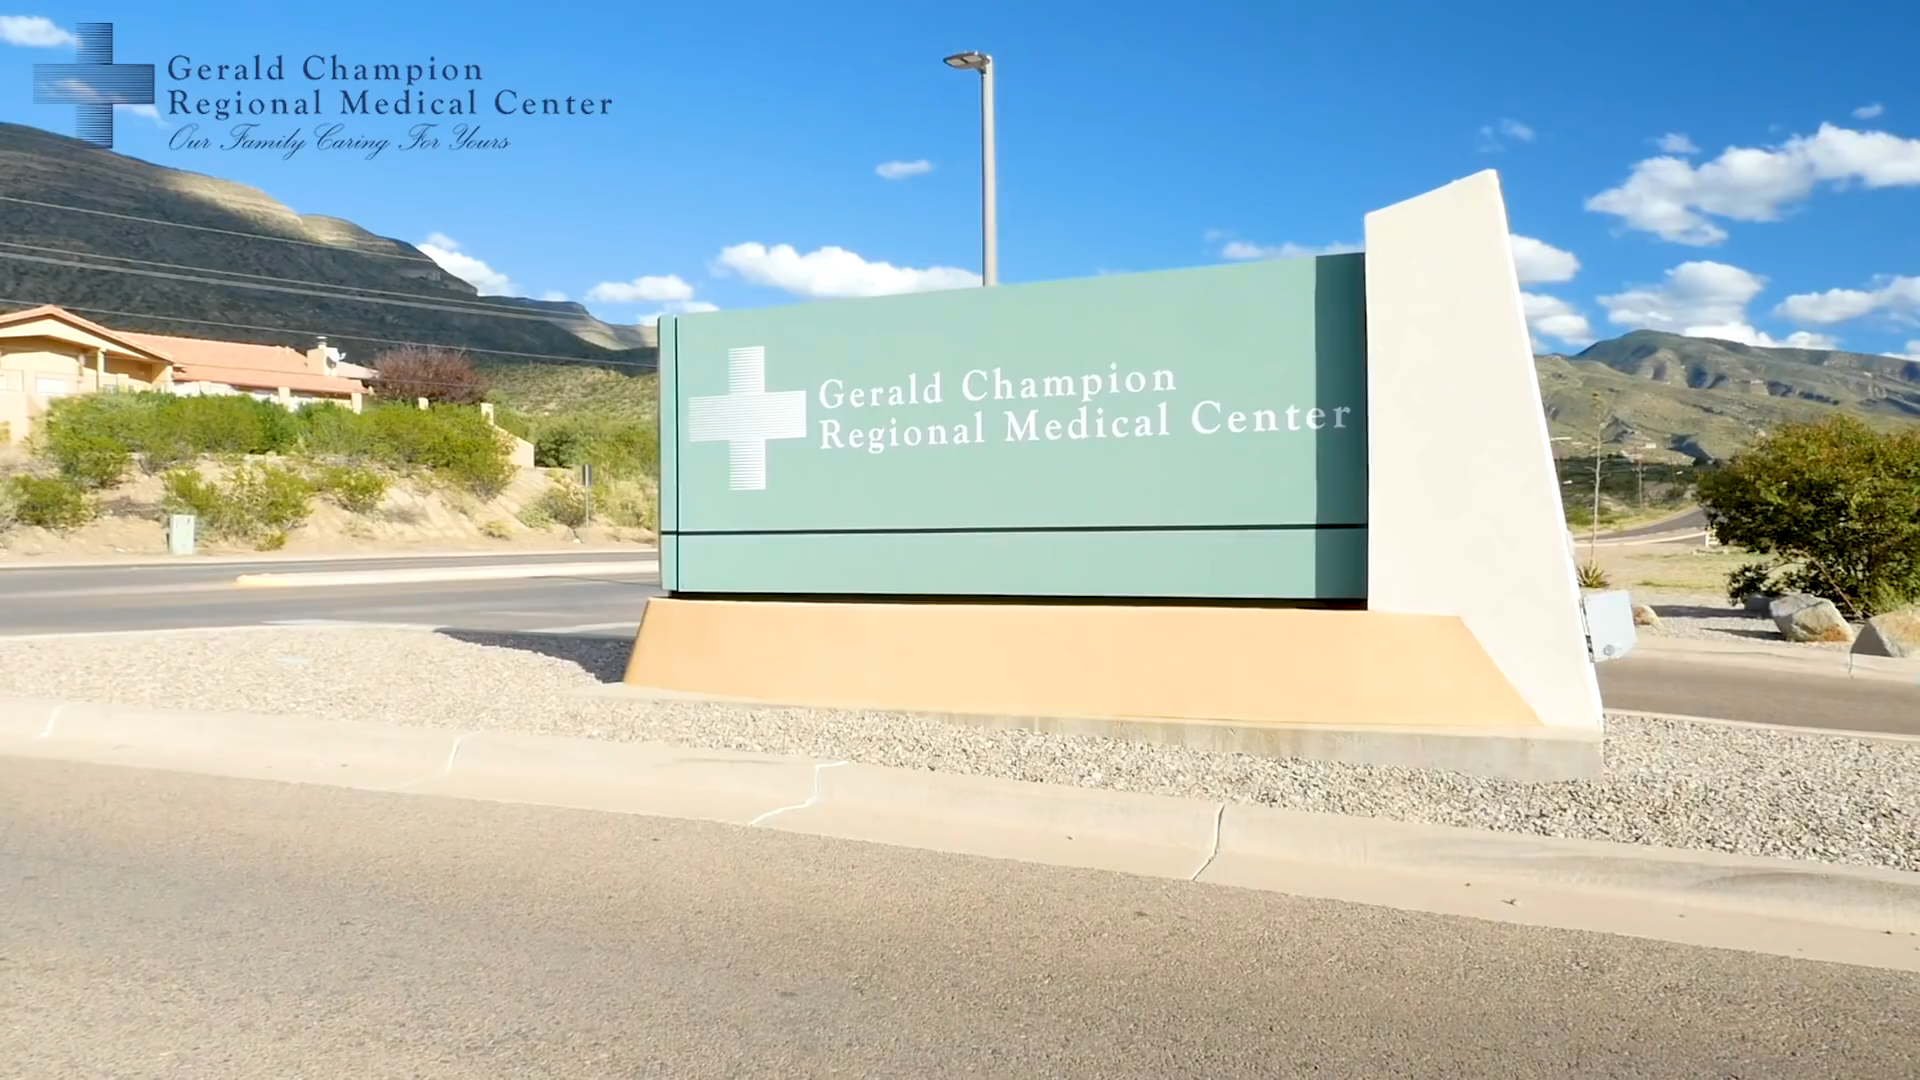 Gerald Champion
Regional Medical Center
Our Family Caring For Yours
Gerald Champion
Regional Medical Center